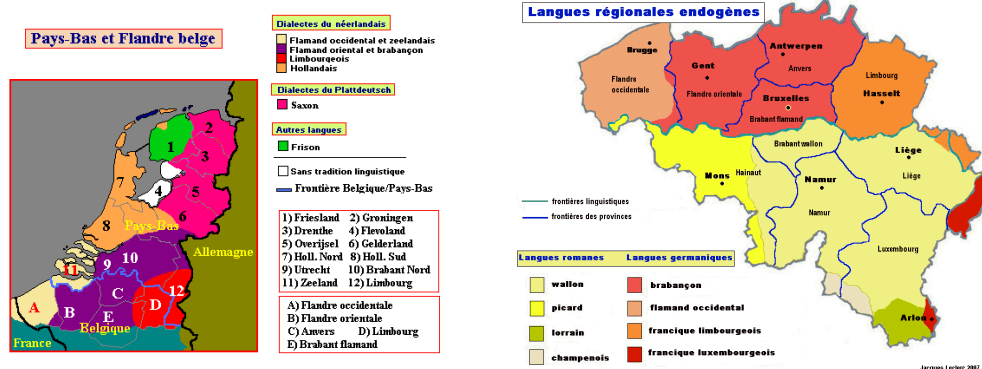 Pays-Bas et Flandre belge
Dialectes du néerlandais
Flamand occidental et zeelandais
Flamand oriental et brabançon
Limbourgeois
Hollandais
Dialectes du Plattdeutsch
Saxon
Autres langues
Frison
Sans tradition linguistique
Frontière Belgique/Pays-Bas
1) Friesland 2) Groningen
3) Drenthe 4) Flevoland
5) Overijsel 6) Gelderland
7) Holl. Nord 8) Holl. Sud
9) Utrecht 10) Brabant Nord
11) Zeeland 12) Limbourg
A) Flandre occidentale
B) Flandre orientale
C) Anvers D) Limbourg
E) Brabant flamand
1
2
3
4
5
6
7
8
Pays-Bas
Allemagne
9
10
11
12
A
B
C
D
E
Belgique
France
Langues régionales endogènes
Brugge
Flandre
occidentale
Gent
Flandre orientale
Antwerpen
Anvers
Bruxelles
Brabant flamand
Limbourg
Hasselt
Brabant wallon
Liège
Liège
Mons
Hainaut
Namur
Namur
Luxembourg
Arlon
frontières linguistiques
frontières des provinces
Langues romanes
wallon
picard
lorrain
champenois
Langues germaniques
brabançon
flamand occidental
francique limbourgeois
francique luxembourgeois
Jacques Leclerc 2007